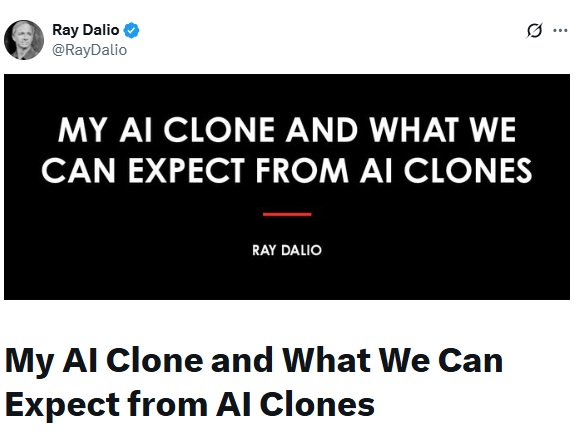 Ray Dalio
@RayDalio
MY AI CLONE AND WHAT WE
CAN EXPECT FROM AI CLONES
RAY DALIO
My AI Clone and What We Can
Expect from AI Clones